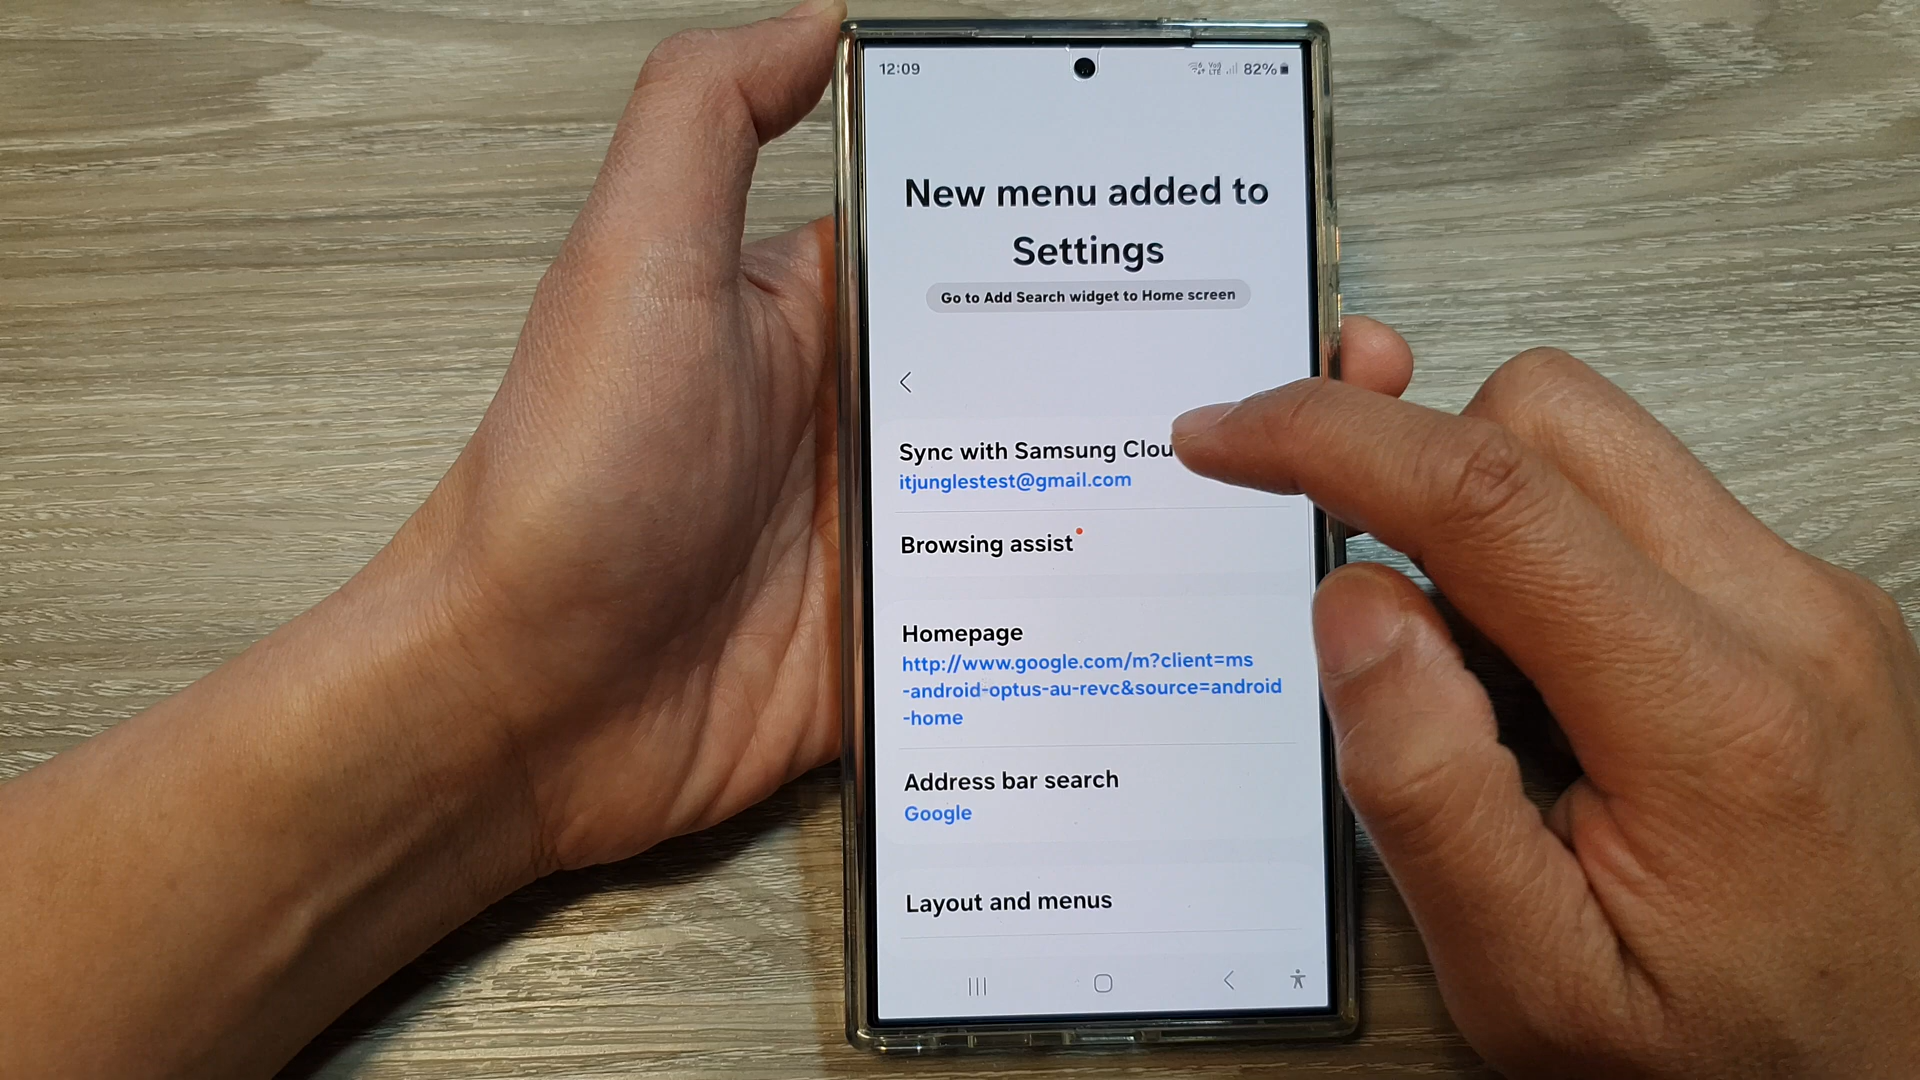 12:09
82%
New menu added to
Settings
Go to Add Search widget to Home screen
Sync with Samsung Clou
itjunglestest@gmail.com
Browsing assist
Homepage
http://www.google.com/m?client=ms
-android-optus-au-revc&source=android
-home
Address bar search
Google
Layout and menus